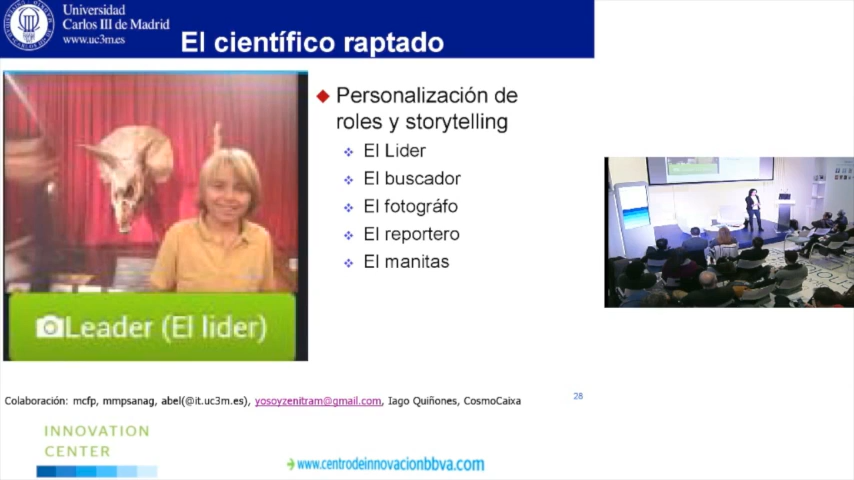 Universidad
Carlos III de Madrid
www.uc3m.es
El científico raptado
Personalización de
roles y storytelling
El Lider
El buscador
El fotográfo
El reportero
El manitas
Leader (El lider)
Colaboración: mcfp, mmpsanag, abel(@it.uc3m.es), yosoyzenitram@gmail.com, Iago Quiñones, CosmoCaixa
28
INNOVATION
CENTER
www.centrodeinnovacionbbva.com